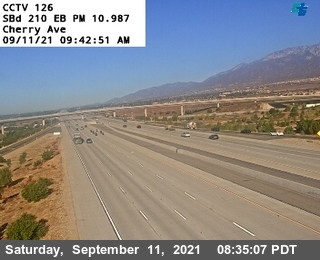 CCTV 126
SBd 210 EB PM 10.987
Cherry Ave
09/11/21 09:42:51 AM
Saturday, September 11, 2021 08:35:07 PDT